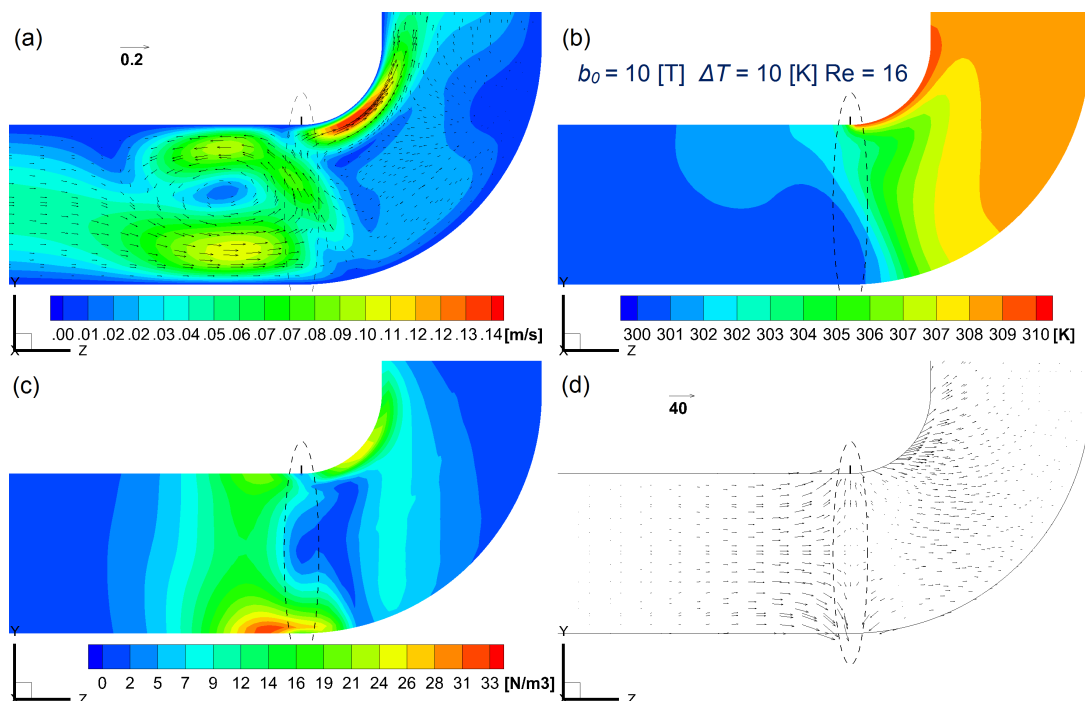 (a)
0.2
Y
.00 .01 .02 .02 .03 .04 .05 .06 .07 .08 .09 .10 .11 .12 .12 .13 .14 [m/s]
X Z
(b)
b₀ = 10 [T] ΔT = 10 [K] Re = 16
Y
300 301 302 302 303 304 305 306 307 307 308 309 310 [K]
X Z
(c)
Y
0 2 5 7 9 12 14 16 19 21 24 26 28 31 33 [N/m3]
Z
(d)
40
Y
Z